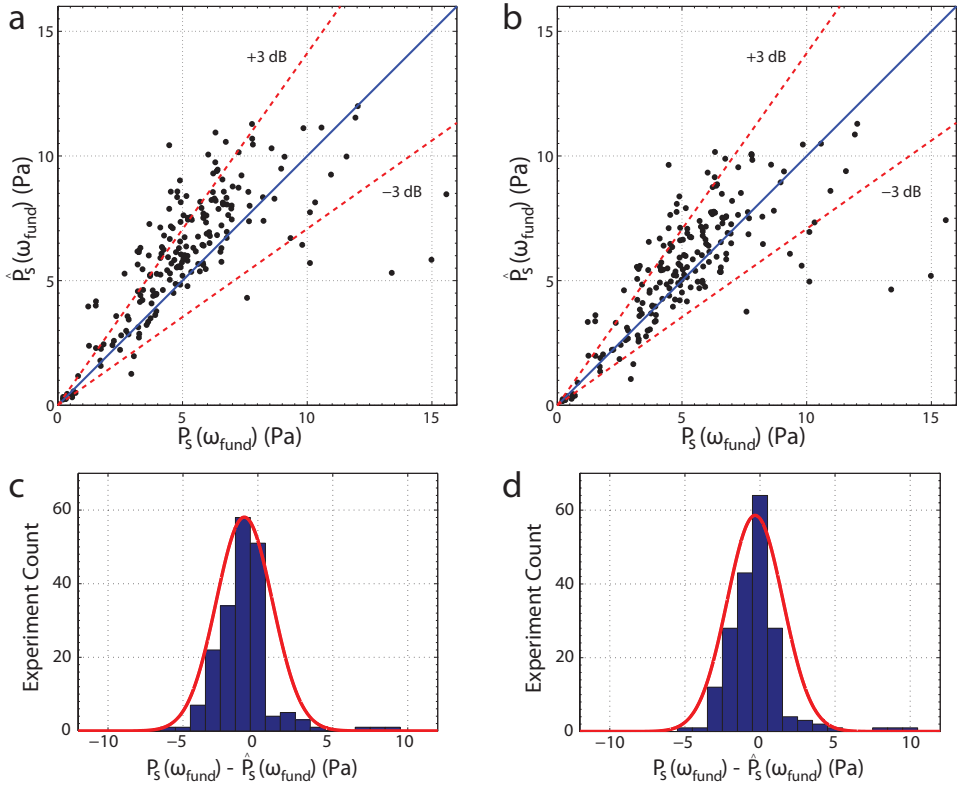 a
15
10
5
0
0
5
10
15
+3 dB
−3 dB
P̂s(ωfund) (Pa)
Ps(ωfund) (Pa)
b
15
10
5
0
0
5
10
15
+3 dB
−3 dB
P̂s(ωfund) (Pa)
Ps(ωfund) (Pa)
c
60
40
20
0
−10
−5
0
5
10
Experiment Count
Ps(ωfund) - P̂s(ωfund) (Pa)
d
60
40
20
0
−10
−5
0
5
10
Experiment Count
Ps(ωfund) - P̂s(ωfund) (Pa)